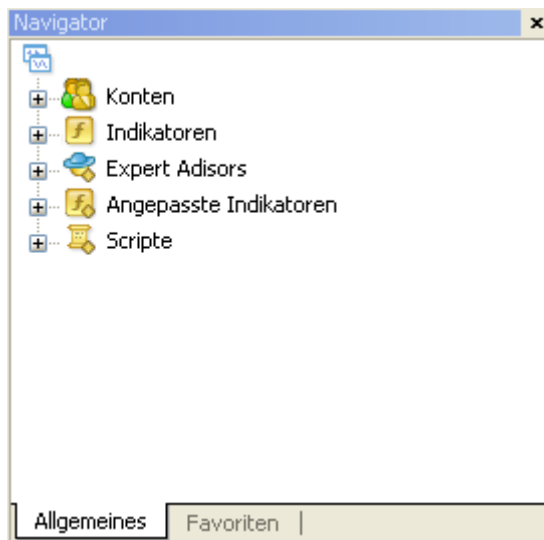 Navigator
Konten
Indikatoren
Expert Adisors
Angepasste Indikatoren
Scripte
Allgemeines Favoriten